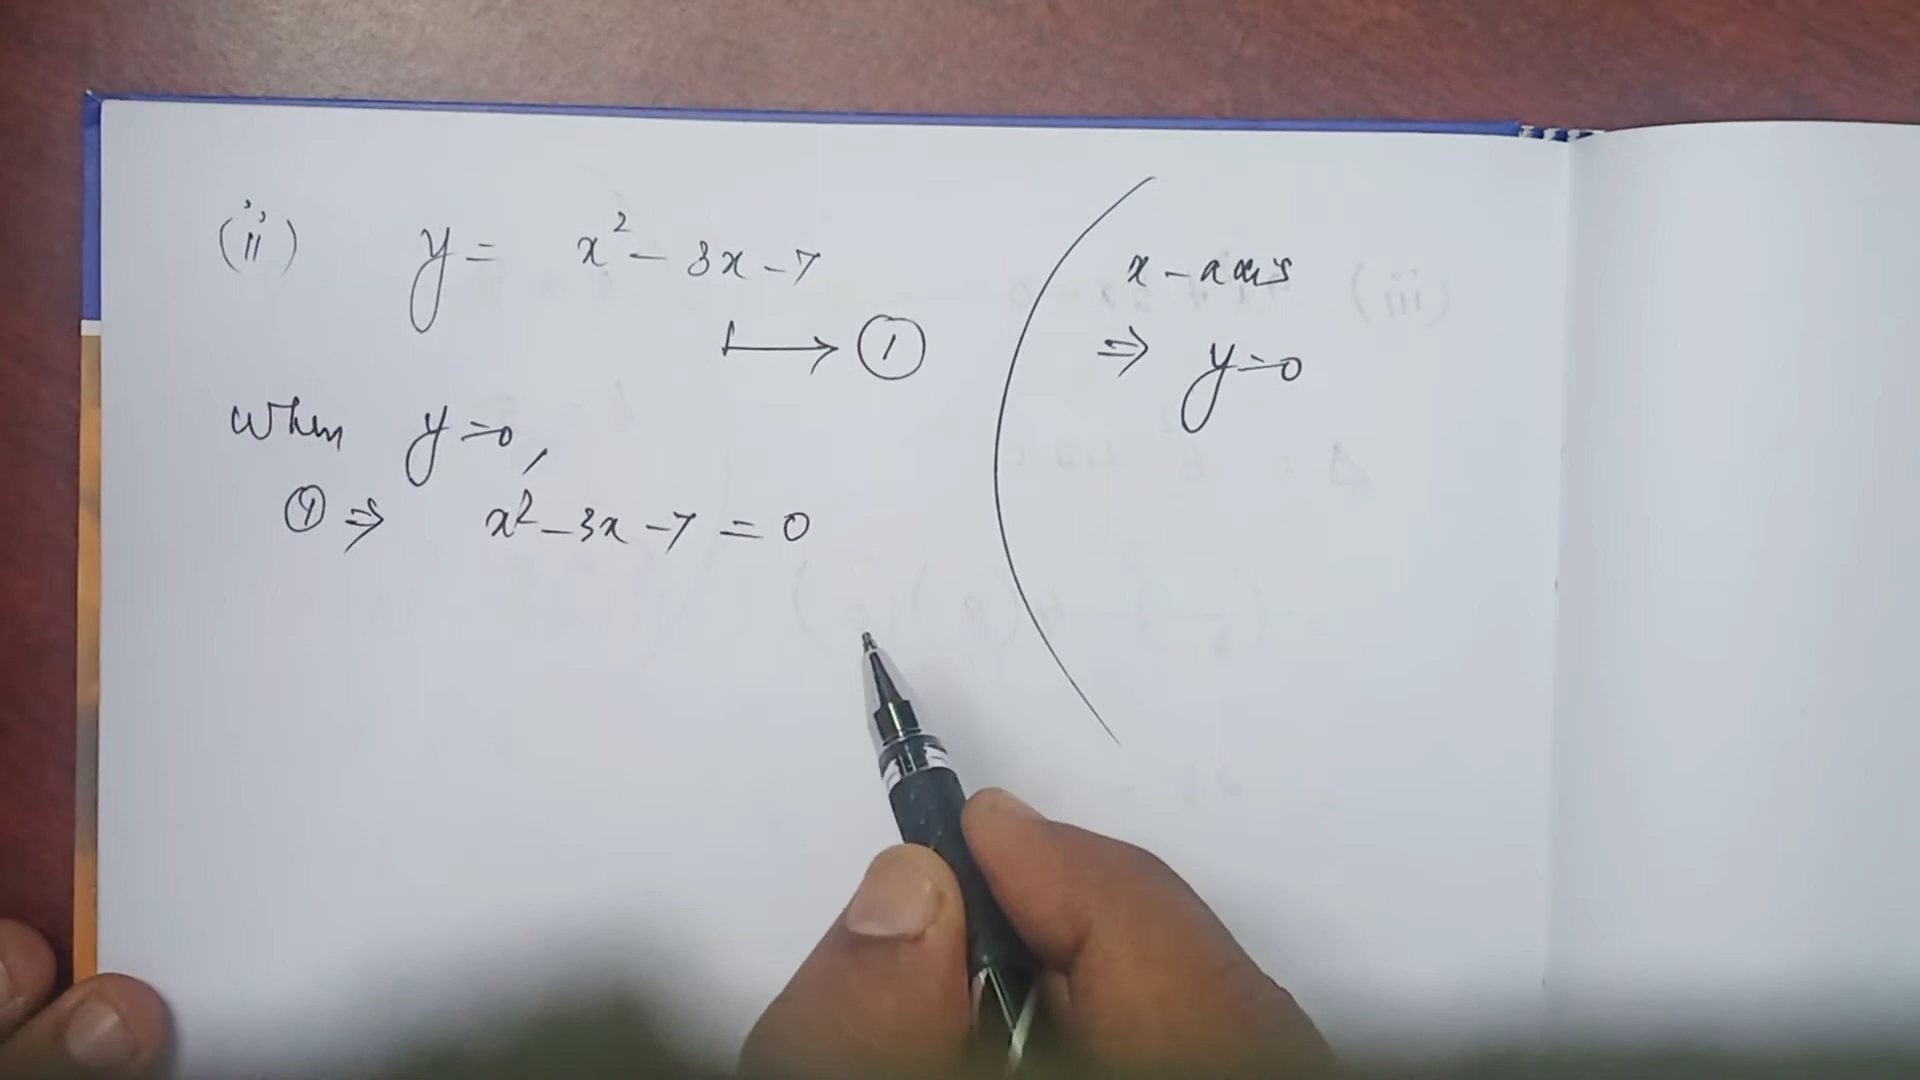 (ii) y = x² - 3x - 7
⟼ ①
When y=0,
① ⇒ x² - 3x - 7 = 0
x - axis
⇒ y=0